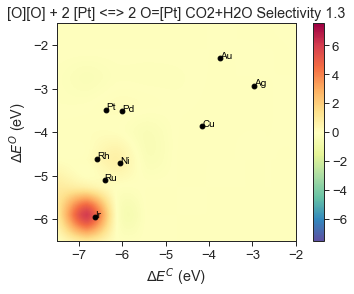 [O][O] + 2 [Pt] <=> 2 O=[Pt] CO2+H2O Selectivity 1.3
Au
Ag
Cu
Pt
Pd
Rh
Ni
Ru
Ir
−2
−3
−4
−5
−6
ΔE^O (eV)
−7
−6
−5
−4
−3
−2
ΔE^C (eV)
6
4
2
0
−2
−4
−6